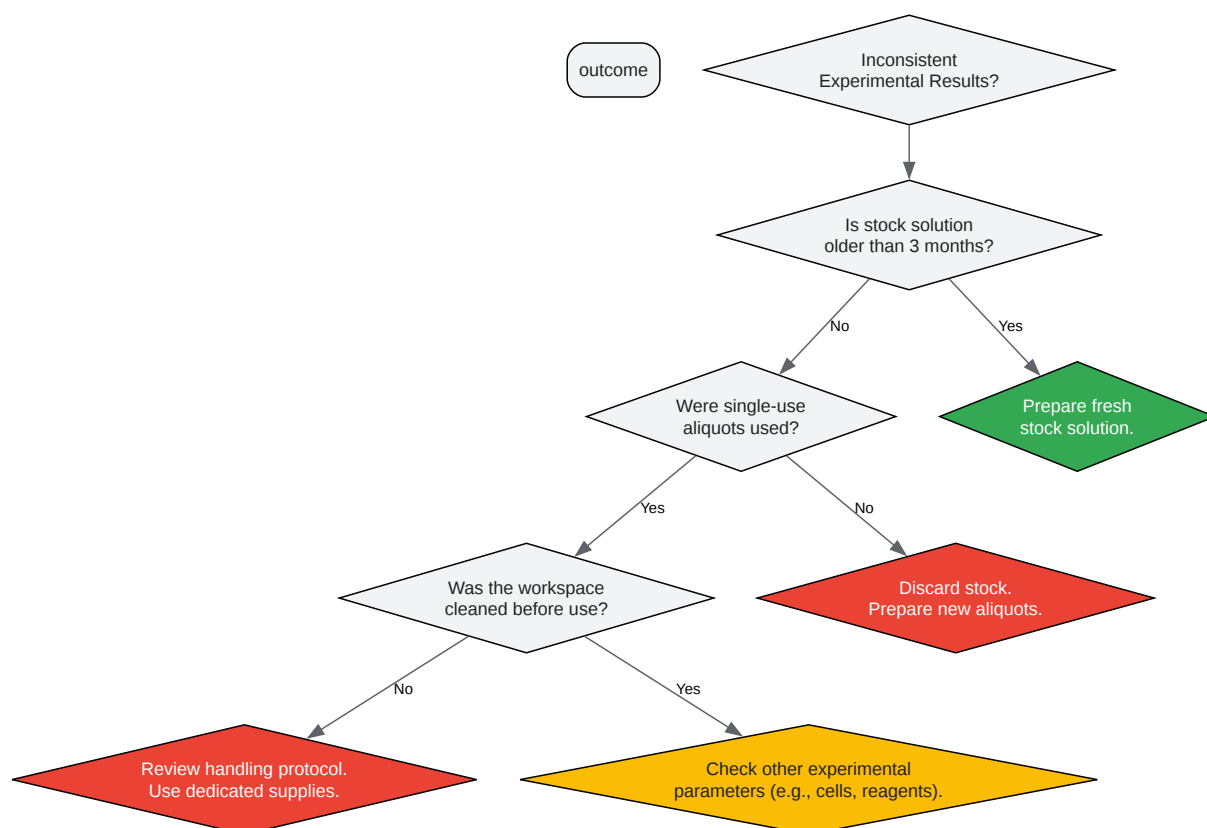 outcome
Inconsistent
Experimental Results?
Is stock solution
older than 3 months?
No
Yes
Were single-use
aliquots used?
Prepare fresh
stock solution.
Yes
No
Was the workspace
cleaned before use?
Discard stock.
Prepare new aliquots.
No
Yes
Review handling protocol.
Use dedicated supplies.
Check other experimental
parameters (e.g., cells, reagents).